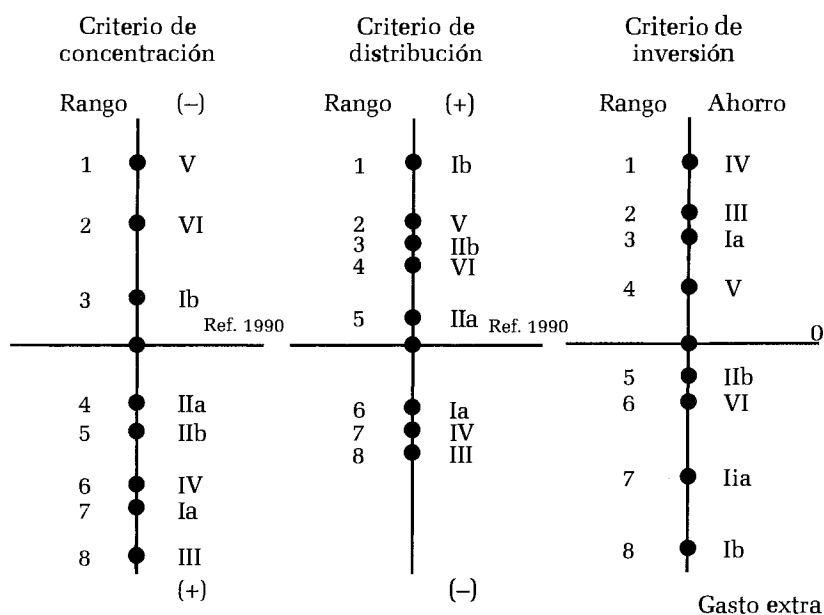 Criterio de
concentración
Rango (–)
1 V
2 VI
3 Ib
Ref. 1990
4 IIa
5 IIb
6 IV
7 Ia
8 III
(+)
Criterio de
distribución
Rango (+)
1 Ib
2 V
3 IIb
4 VI
5 IIa
Ref. 1990
6 Ia
7 IV
8 III
(–)
Criterio de
inversión
Rango Ahorro
1 IV
2 III
3 Ia
4 V
0
5 IIb
6 VI
7 Iia
8 Ib
Gasto extra